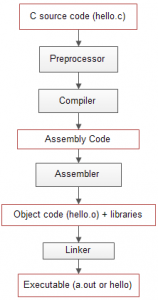 C source code (hello.c)
Preprocessor
Compiler
Assembly Code
Assembler
Object code (hello.o) + libraries
Linker
Executable (a.out or hello)